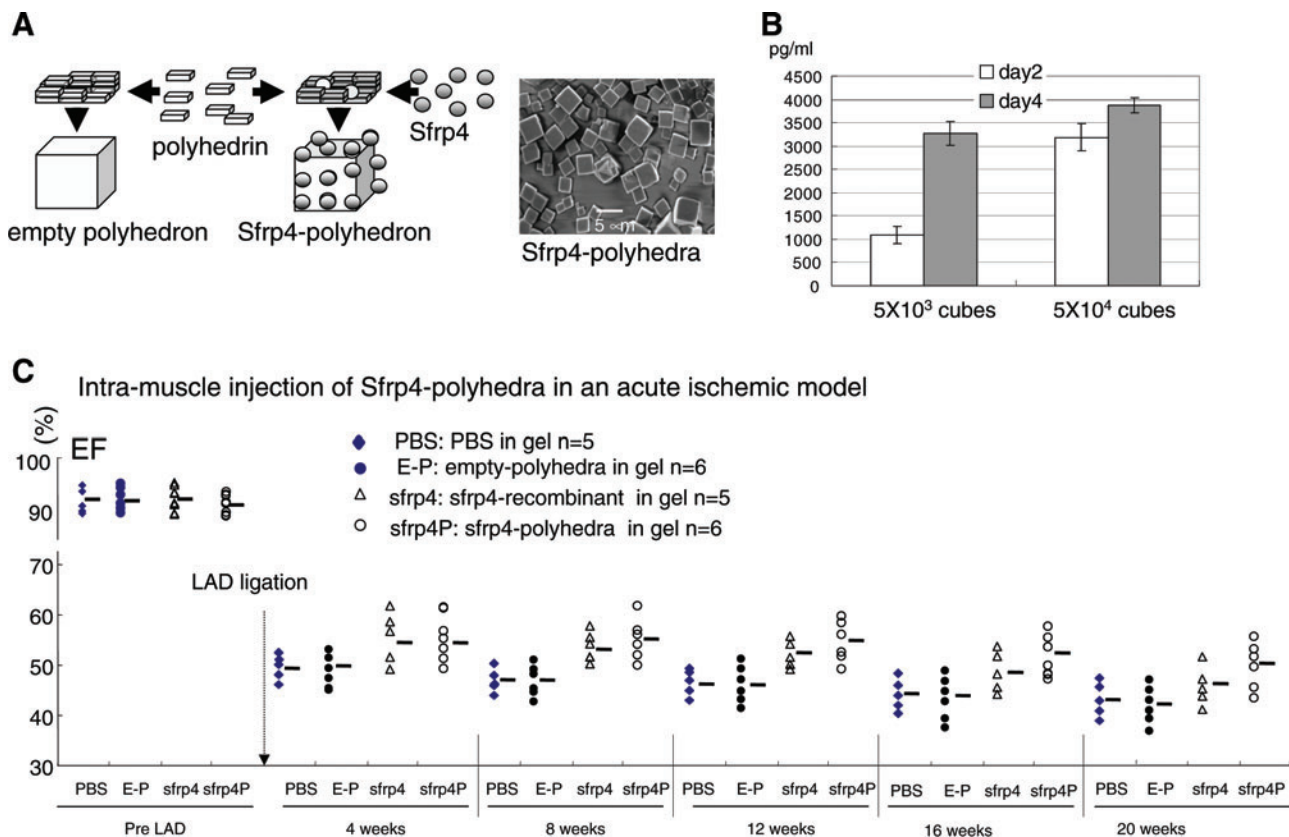 A
polyhedrin
Sfrp4
empty polyhedron
Sfrp4-polyhedron
5 ∝m
Sfrp4-polyhedra
B
pg/ml
4500
4000
3500
3000
2500
2000
1500
1000
500
0
day2
day4
5X10³ cubes
5X10⁴ cubes
C
Intra-muscle injection of Sfrp4-polyhedra in an acute ischemic model
(%)
EF
PBS: PBS in gel n=5
E-P: empty-polyhedra in gel n=6
sfrp4: sfrp4-recombinant in gel n=5
sfrp4P: sfrp4-polyhedra in gel n=6
100
90
70
60
50
40
30
LAD ligation
PBS E-P sfrp4 sfrp4P PBS E-P sfrp4 sfrp4P PBS E-P sfrp4 sfrp4P PBS E-P sfrp4 sfrp4P PBS E-P sfrp4 sfrp4P PBS E-P sfrp4 sfrp4P
Pre LAD 4 weeks 8 weeks 12 weeks 16 weeks 20 weeks